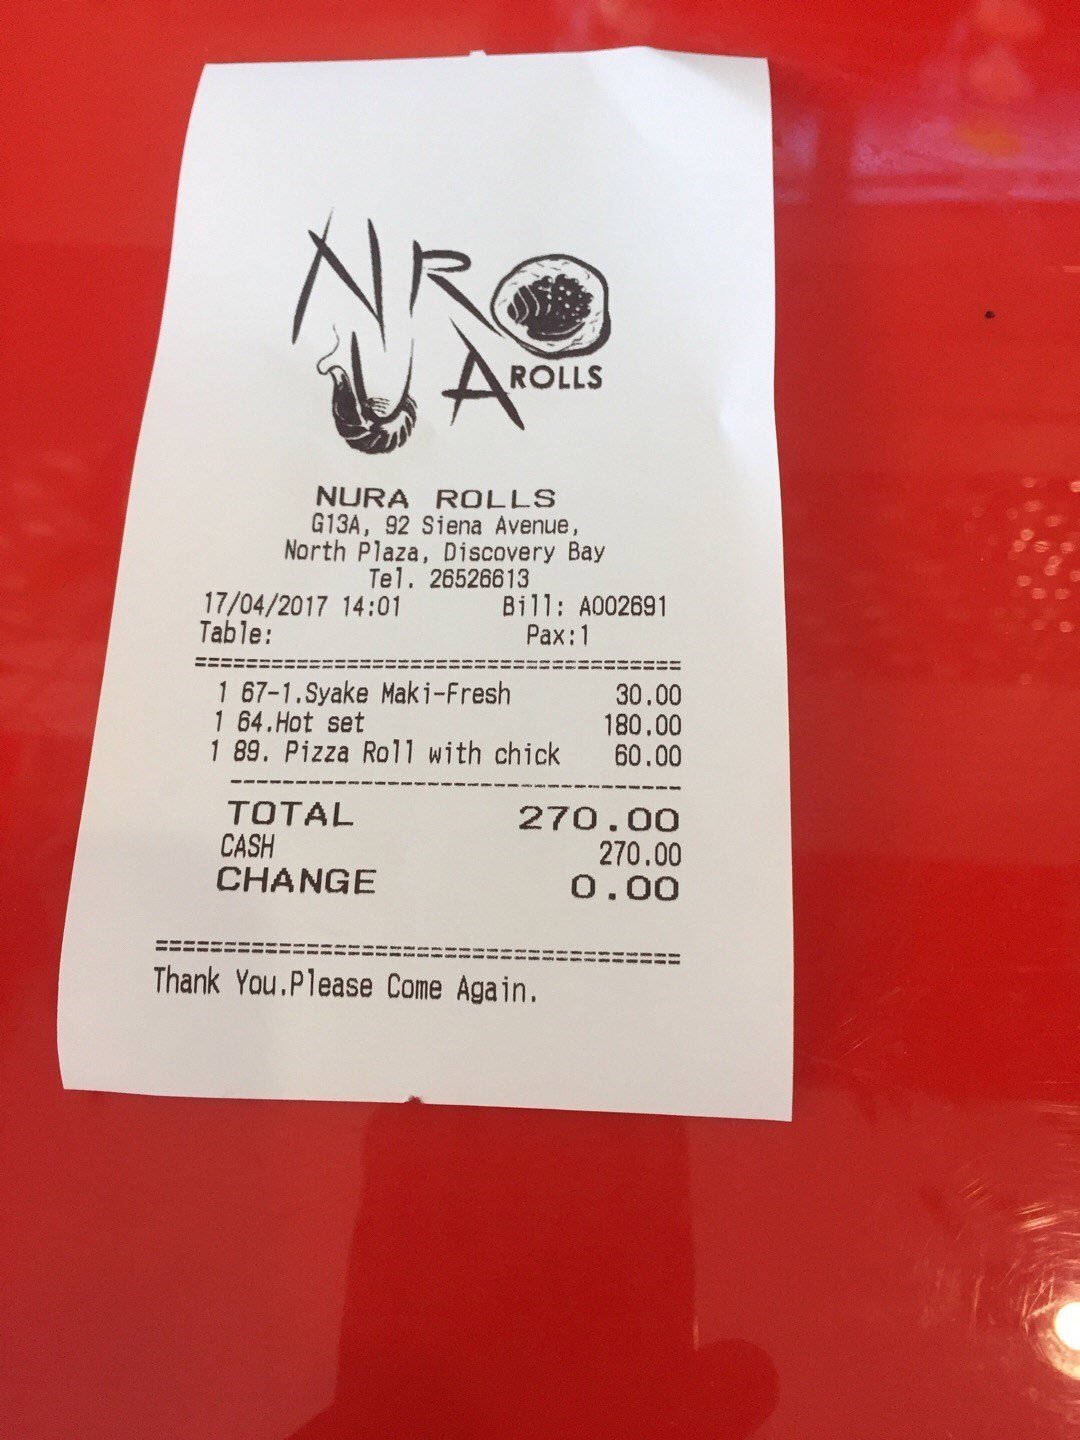 NURA ROLLS
NURA ROLLS
G13A, 92 Siena Avenue,
North Plaza, Discovery Bay
Tel. 26526613
17/04/2017 14:01 Bill: A002691
Table: Pax:1
======================================
1 67-1.Syake Maki-Fresh 30.00
1 64.Hot set 180.00
1 89. Pizza Roll with chick 60.00
--------------------------------------
TOTAL 270.00
CASH 270.00
CHANGE 0.00
======================================
Thank You.Please Come Again.